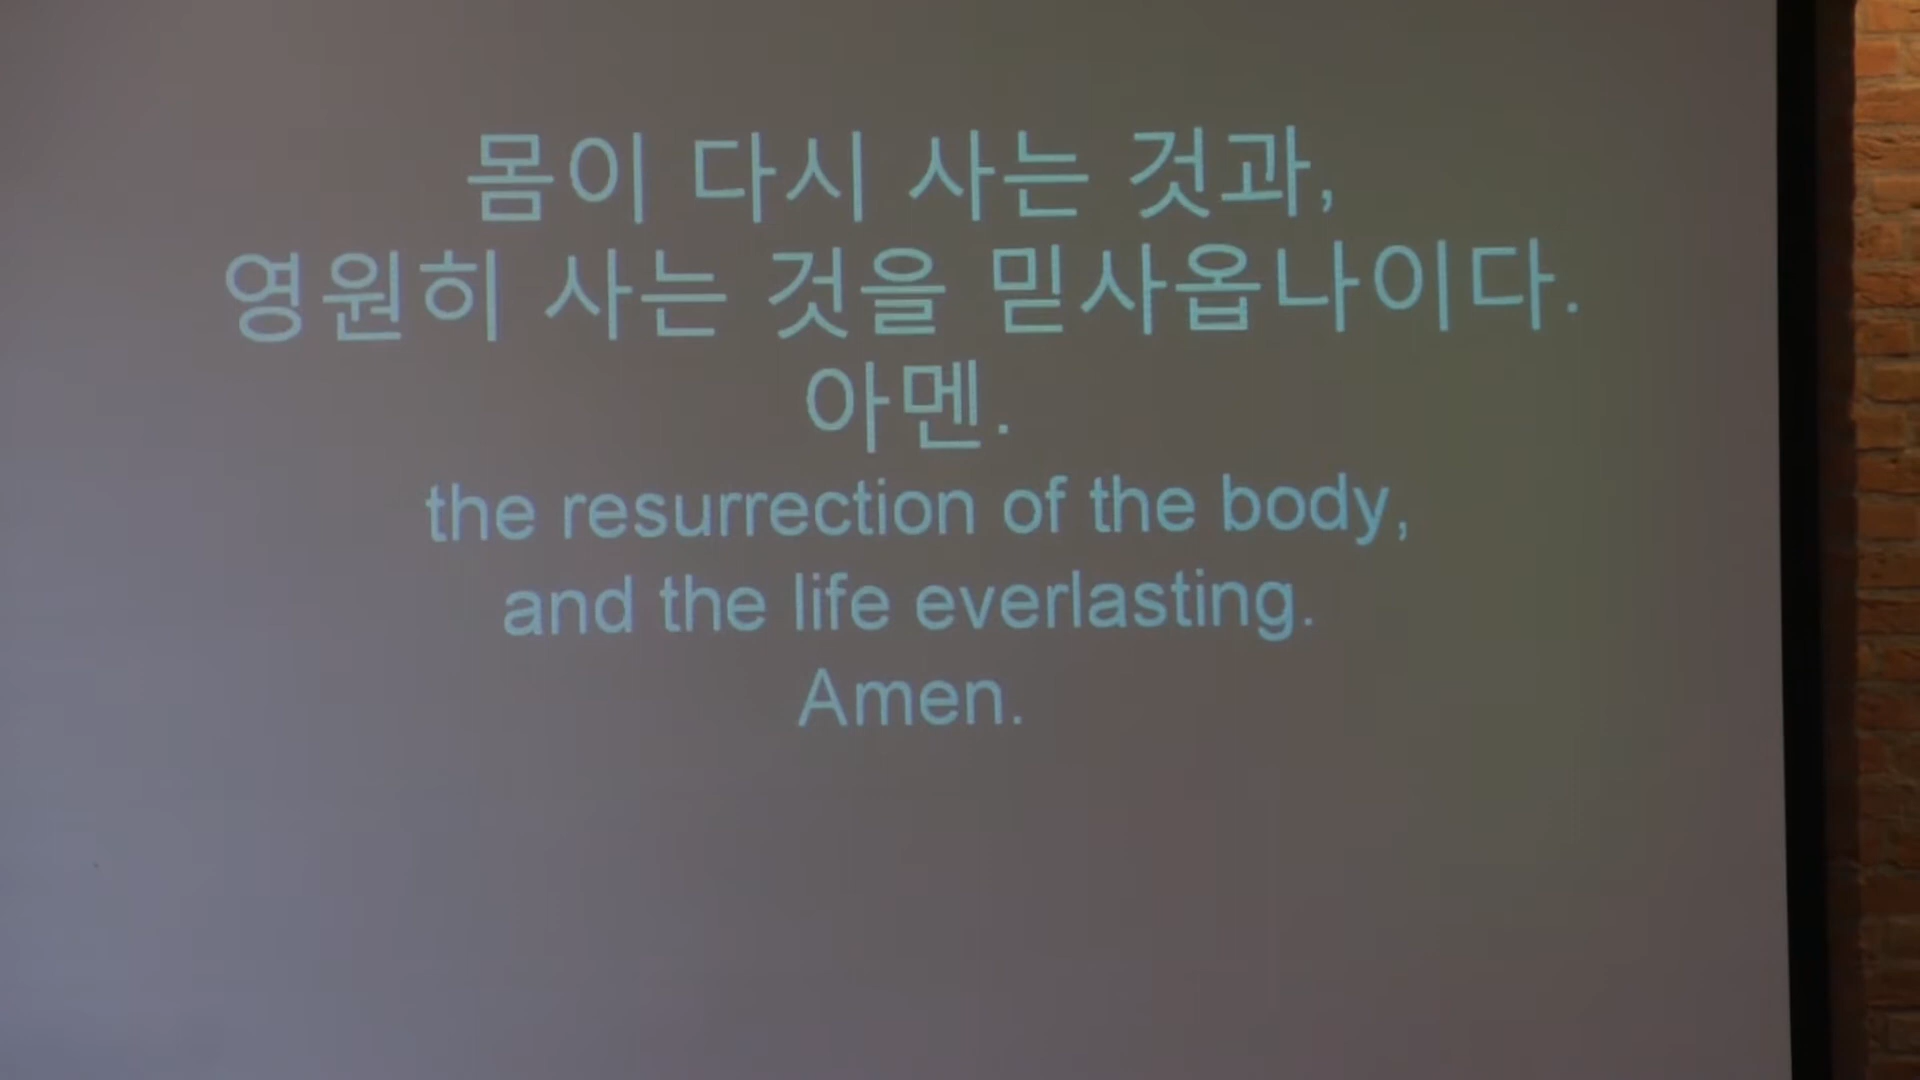 몸이 다시 사는 것과,
영원히 사는 것을 믿사옵나이다.
아멘.
the resurrection of the body,
and the life everlasting.
Amen.